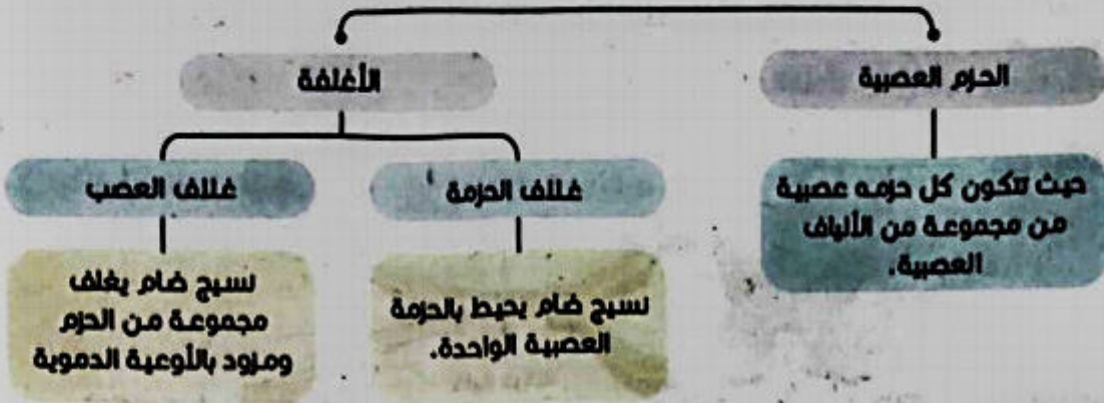 الحزم العصبية
حيث تتكون كل حزمه عصبية
من مجموعة من الألياف
العصبية.
الأغلفة
غلاف الحزمة
نسيج ضام يحيط بالحزمة
العصبية الواحدة.
غلاف العصب
نسيج ضام يغلف
مجموعة من الحزم
ومزود بالأوعية الدموية